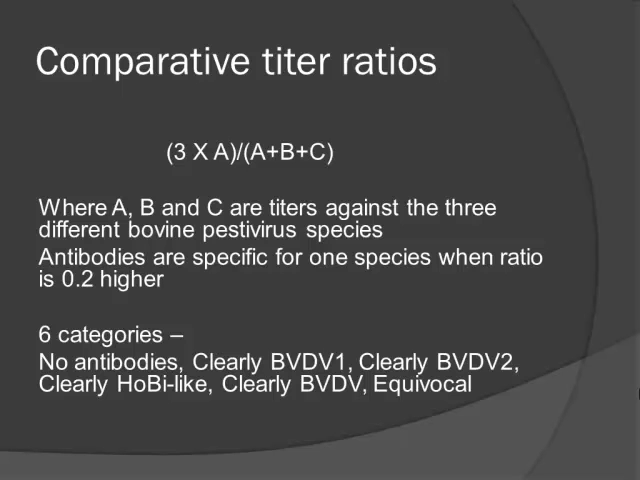 Comparative titer ratios
(3 X A)/(A+B+C)
Where A, B and C are titers against the three
different bovine pestivirus species
Antibodies are specific for one species when ratio
is 0.2 higher
6 categories –
No antibodies, Clearly BVDV1, Clearly BVDV2,
Clearly HoBi-like, Clearly BVDV, Equivocal